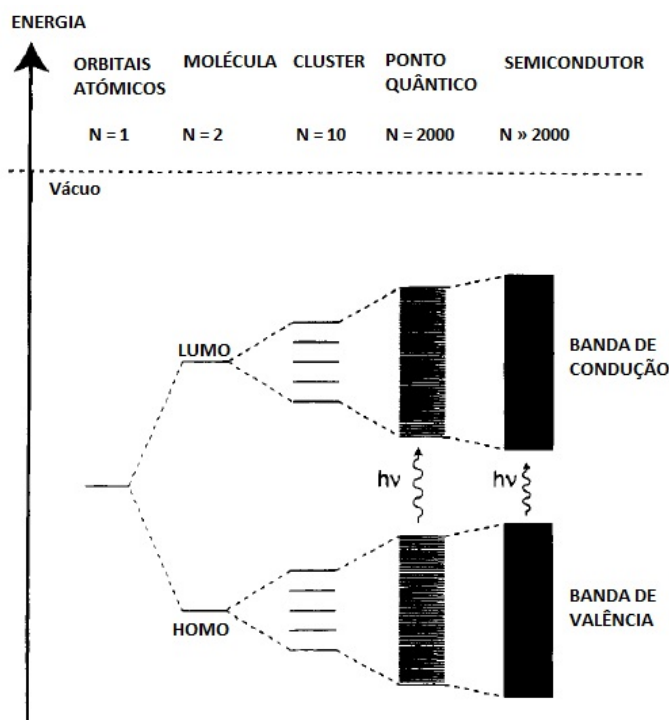 ENERGIA
ORBITAIS
ATÓMICOS
MOLÉCULA
CLUSTER
PONTO
QUÂNTICO
SEMICONDUTOR
N = 1
N = 2
N = 10
N = 2000
N » 2000
Vácuo
LUMO
BANDA DE
CONDUÇÃO
hν
hν
HOMO
BANDA DE
VALÊNCIA